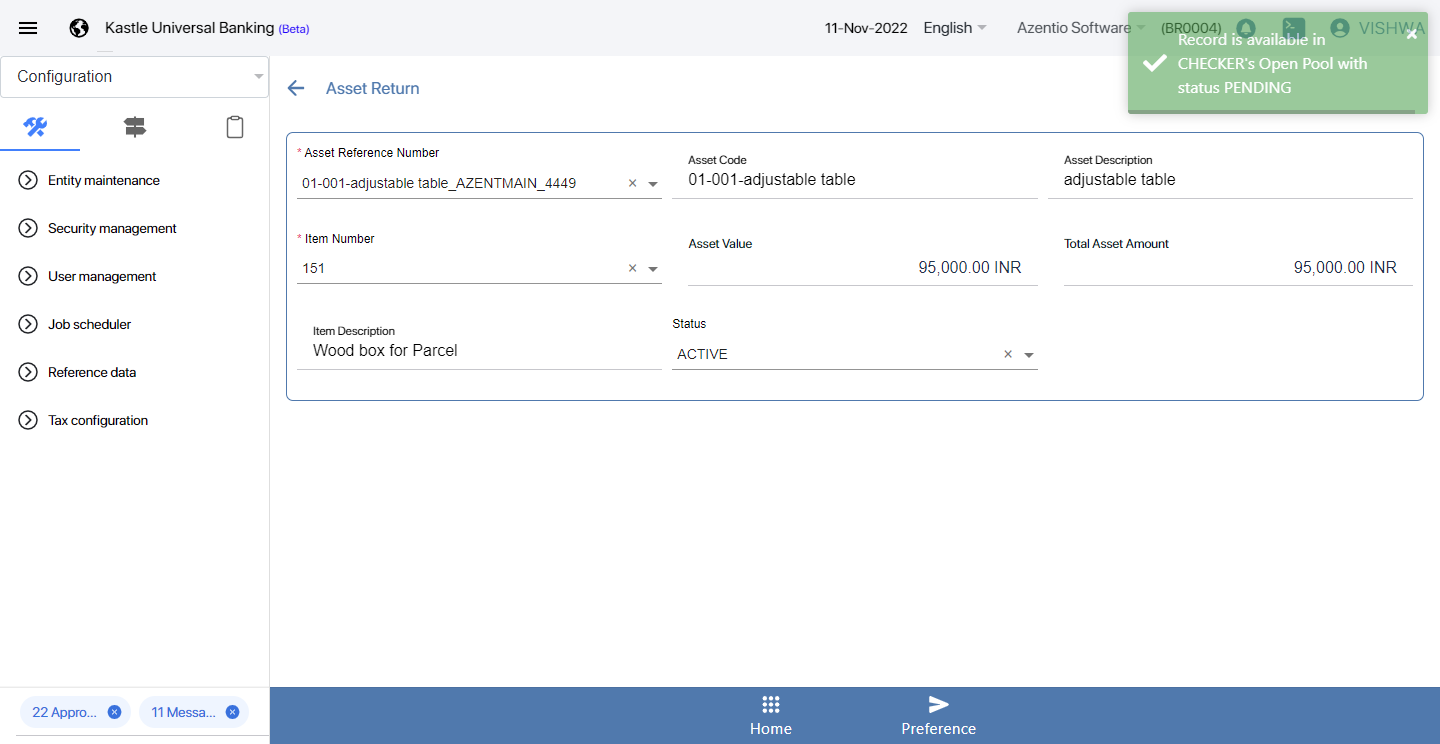 Kastle Universal Banking (Beta)
11-Nov-2022
English
Azentio Software
(BR0004)
VISHWA
Record is available in
CHECKER's Open Pool with
status PENDING
Configuration
Asset Return
Entity maintenance
Security management
User management
Job scheduler
Reference data
Tax configuration
* Asset Reference Number
01-001-adjustable table_AZENTMAIN_4449
Asset Code
01-001-adjustable table
Asset Description
adjustable table
* Item Number
151
Asset Value
95,000.00 INR
Total Asset Amount
95,000.00 INR
Item Description
Wood box for Parcel
Status
ACTIVE
22 Appro...
11 Messa...
Home
Preference